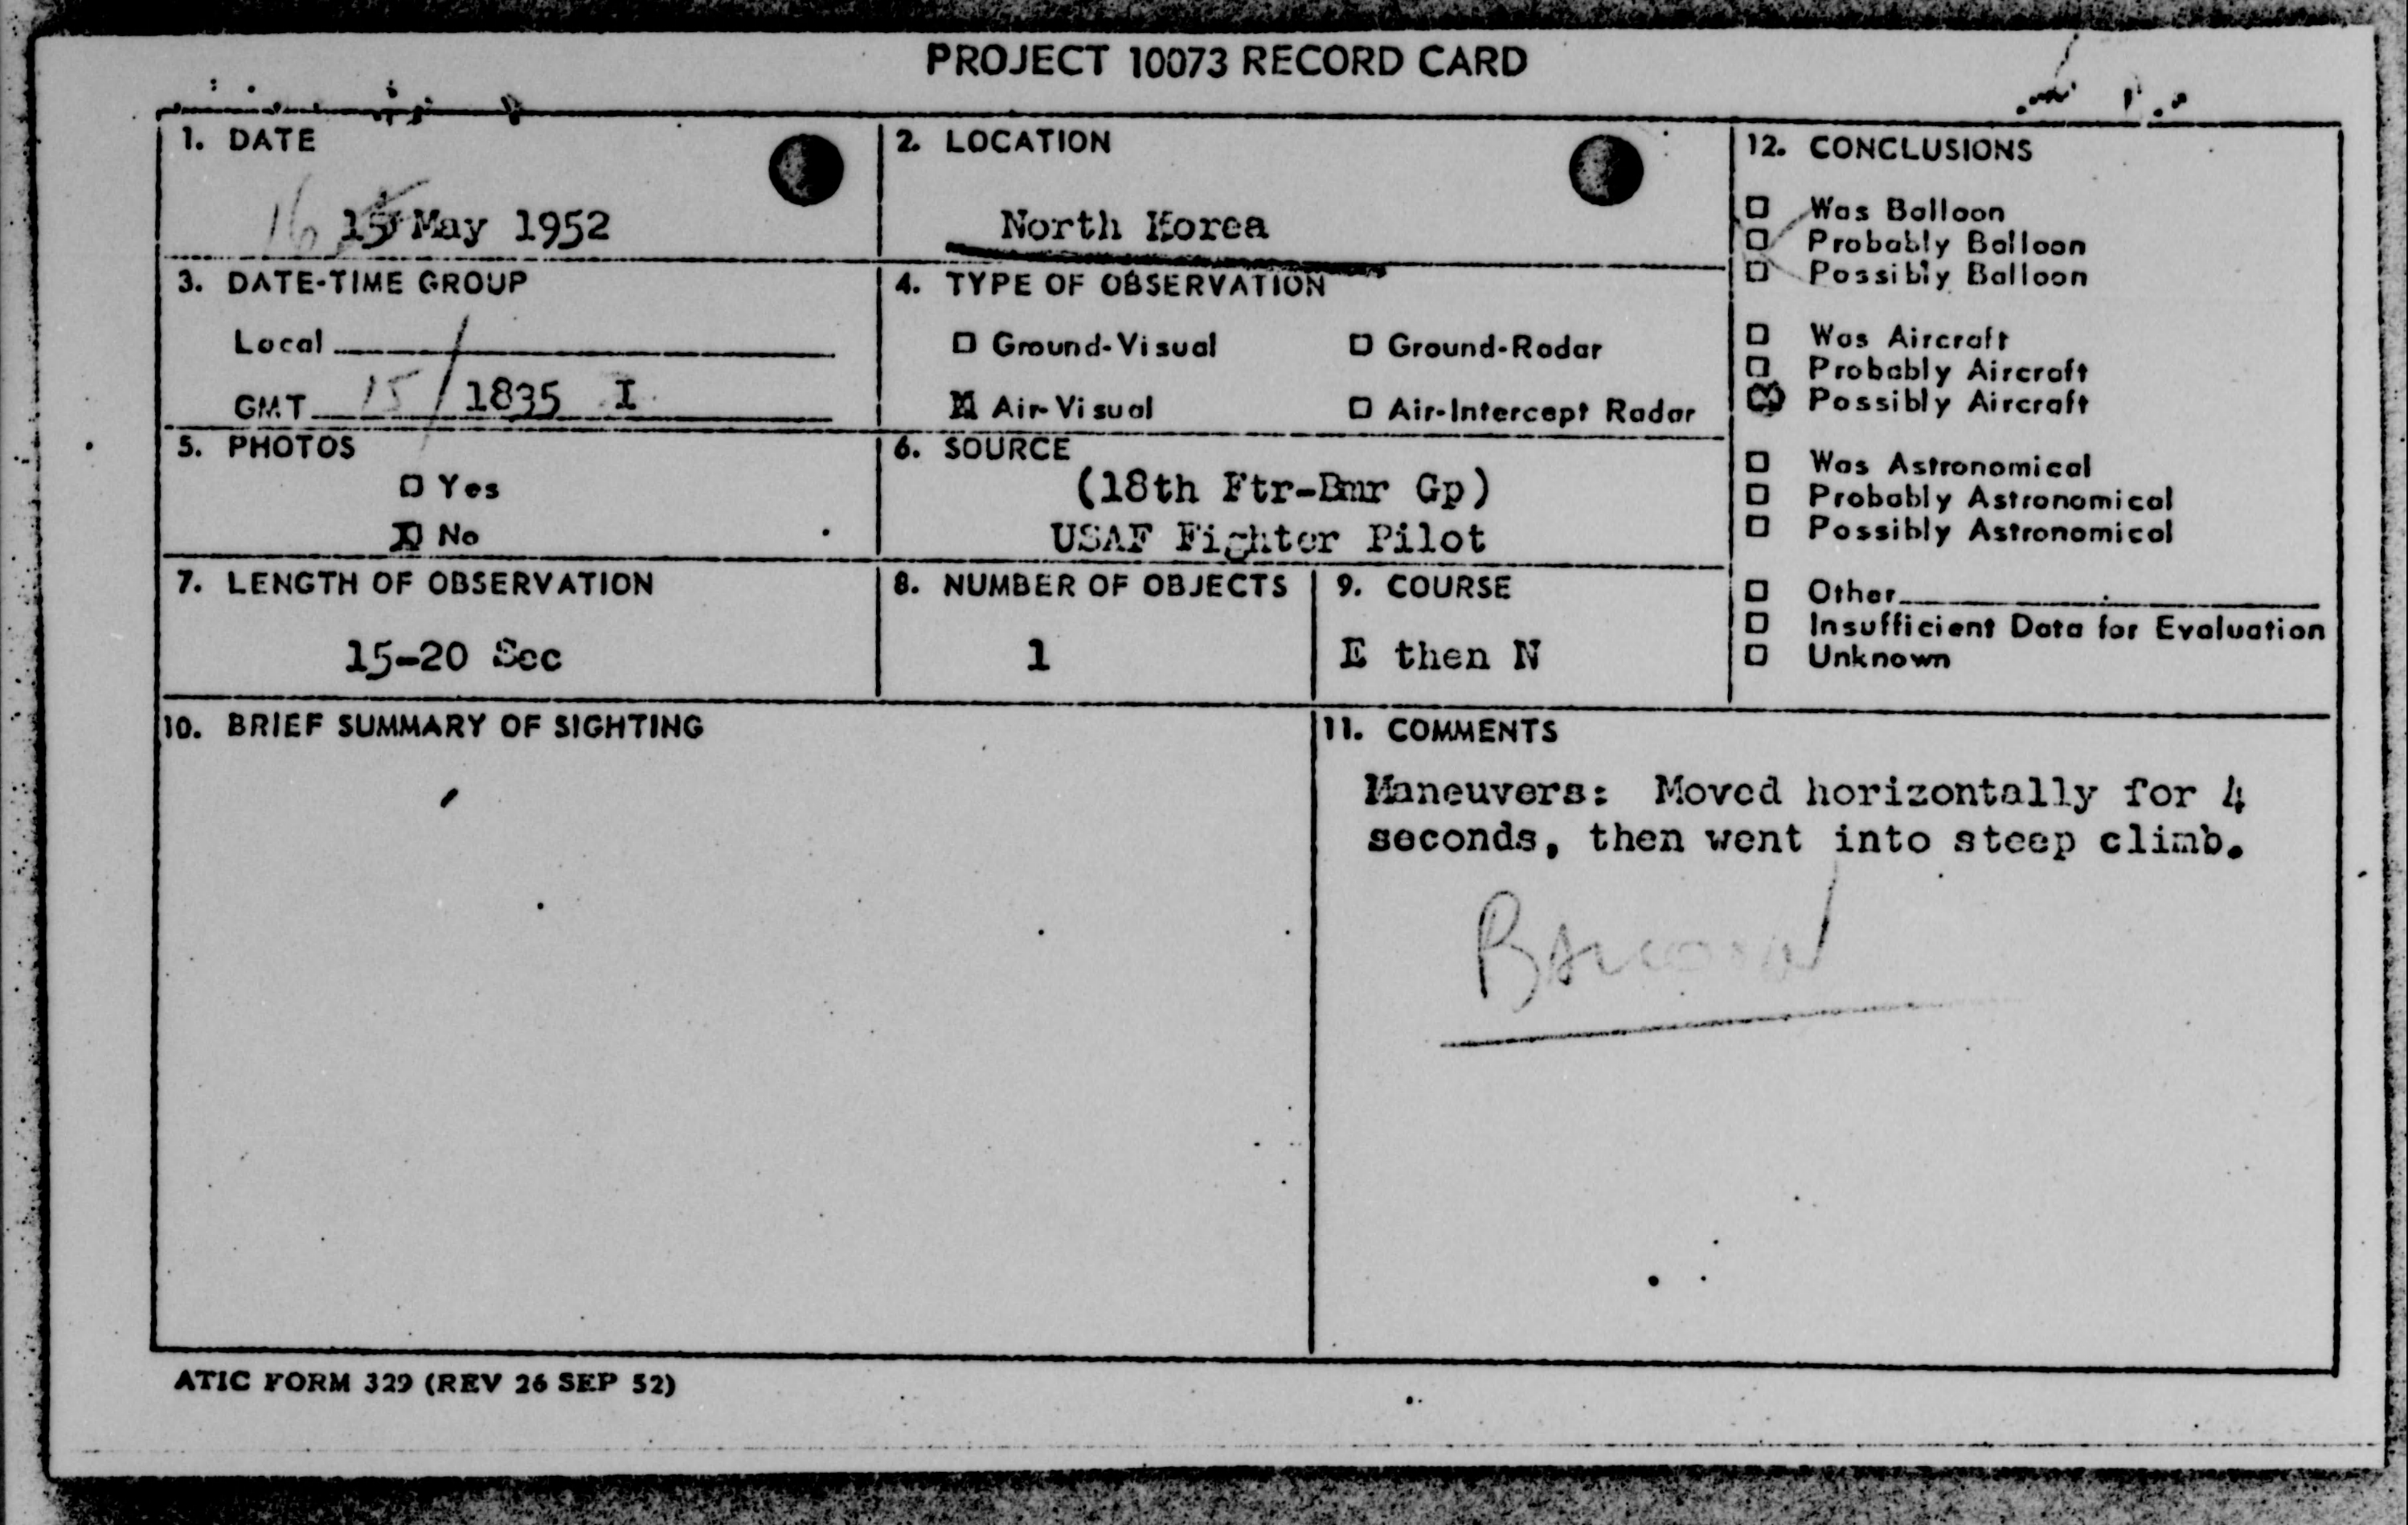 PROJECT 10073 RECORD CARD
1. DATE
16 15 May 1952
2. LOCATION
North Korea
3. DATE-TIME GROUP
Local
GMT 15/1835 I
4. TYPE OF OBSERVATION
Ground-Visual
Ground-Radar
X Air-Visual
Air-Intercept Radar
5. PHOTOS
Yes
X No
6. SOURCE
(18th Ftr-Bmr Gp)
USAF Fighter Pilot
7. LENGTH OF OBSERVATION
15-20 Sec
8. NUMBER OF OBJECTS
1
9. COURSE
E then N
12. CONCLUSIONS
Was Balloon
Probably Balloon
Possibly Balloon
Was Aircraft
Probably Aircraft
X Possibly Aircraft
Was Astronomical
Probably Astronomical
Possibly Astronomical
Other
Insufficient Data for Evaluation
Unknown
10. BRIEF SUMMARY OF SIGHTING
11. COMMENTS
Maneuvers: Moved horizontally for 4
seconds, then went into steep climb.
ATIC FORM 329 (REV 26 SEP 52)